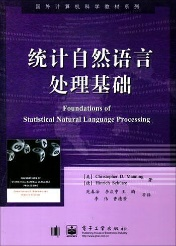 国外计算机科学教材系列
统计自然语言
处理基础
Foundations of
Statistical Natural Language Processing
[美] Christopher D. Manning
[德] Hinrich Schütze 著
电子工业出版社